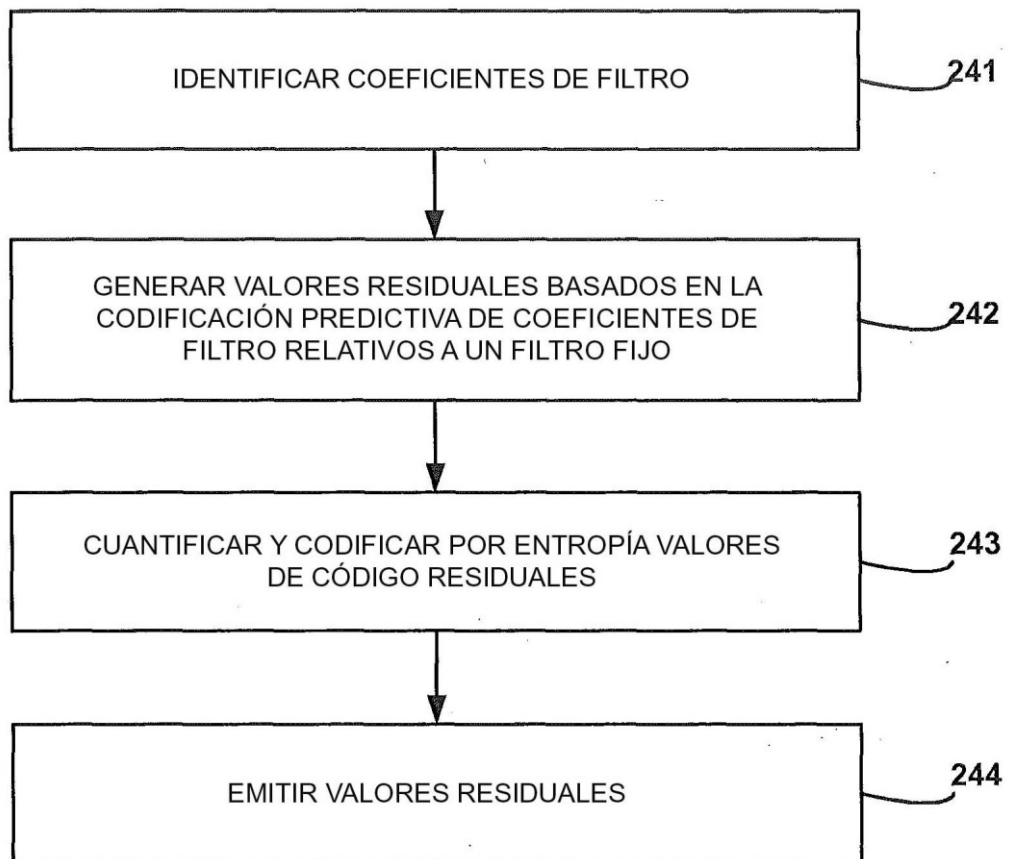 IDENTIFICAR COEFICIENTES DE FILTRO
241
GENERAR VALORES RESIDUALES BASADOS EN LA
CODIFICACIÓN PREDICTIVA DE COEFICIENTES DE
FILTRO RELATIVOS A UN FILTRO FIJO
242
CUANTIFICAR Y CODIFICAR POR ENTROPÍA VALORES
DE CÓDIGO RESIDUALES
243
EMITIR VALORES RESIDUALES
244